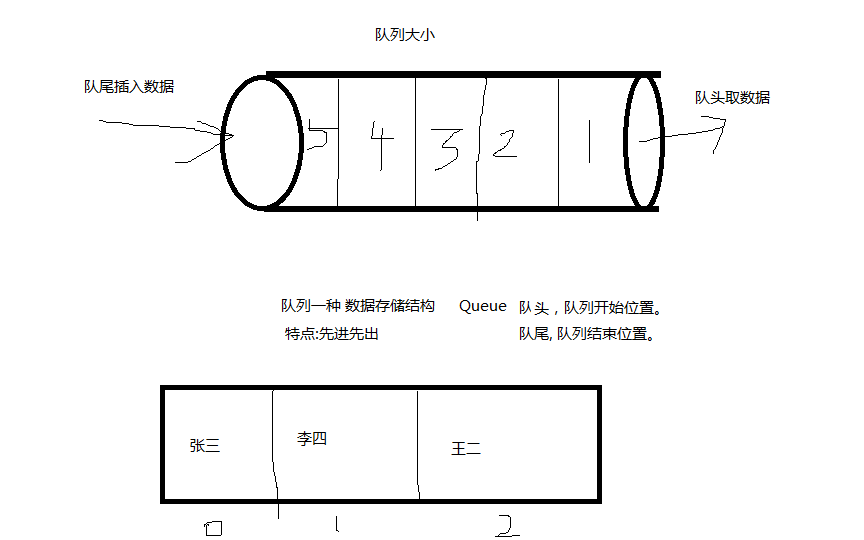 队列大小
队尾插入数据
队头取数据
5 4 3 2 1
队列一种 数据存储结构 Queue 队头，队列开始位置。
特点:先进先出 队尾, 队列结束位置。
张三 李四 王二
0 1 2